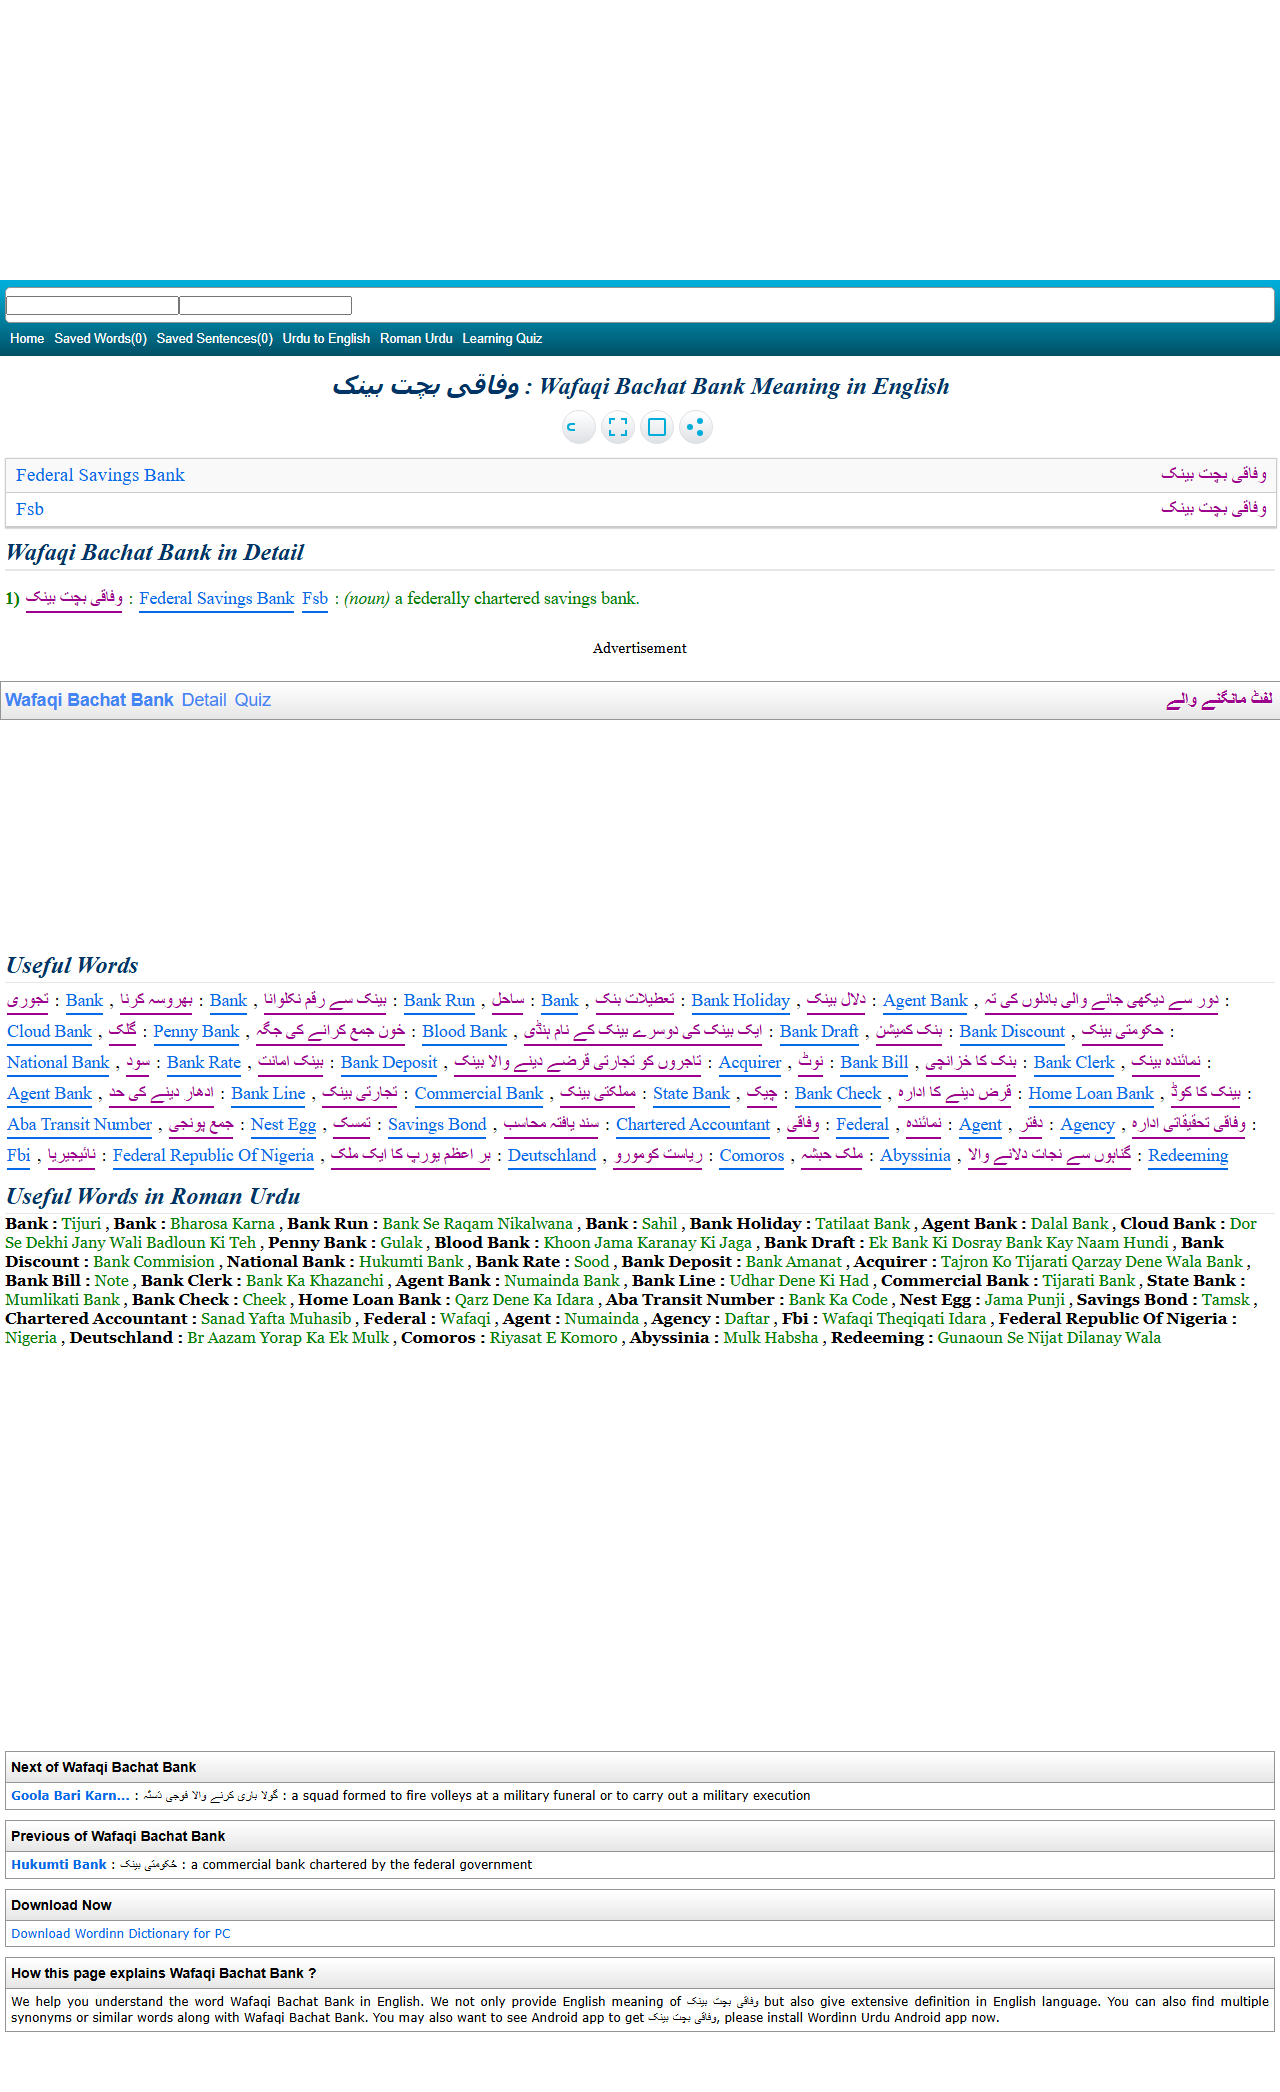 Home Saved Words(0) Saved Sentences(0) Urdu to English Roman Urdu Learning Quiz
وفاقی بچت بینک : Wafaqi Bachat Bank Meaning in English
Federal Savings Bank وفاقی بچت بینک
Fsb وفاقی بچت بینک
Wafaqi Bachat Bank in Detail
1) وفاقی بچت بینک : Federal Savings Bank Fsb : (noun) a federally chartered savings bank.
Advertisement
Wafaqi Bachat Bank Detail Quiz لفٹ مانگنے والے
Useful Words
تجوری : Bank , بھروسہ کرنا : Bank , بینک سے رقم نکلوانا : Bank Run , ساحل : Bank , تعطیلات بنک : Bank Holiday , دلال بینک : Agent Bank , دور سے دیکھی جانے والی بادلوں کی تہ :
Cloud Bank , گلک : Penny Bank , خون جمع کرانے کی جگہ : Blood Bank , ایک بینک کی دوسرے بینک کے نام ہنڈی : Bank Draft , بنک کمیشن : Bank Discount , حکومتی بینک :
National Bank , سود : Bank Rate , بینک امانت : Bank Deposit , تاجروں کو تجارتی قرضے دینے والا بینک : Acquirer , نوٹ : Bank Bill , بنک کا خزانچی : Bank Clerk , نمائندہ بینک :
Agent Bank , ادھار دینے کی حد : Bank Line , تجارتی بینک : Commercial Bank , مملکتی بینک : State Bank , چیک : Bank Check , قرض دینے کا ادارہ : Home Loan Bank , بینک کا کوڈ :
Aba Transit Number , جمع پونجی : Nest Egg , تمسک : Savings Bond , سند یافتہ محاسب : Chartered Accountant , وفاقی : Federal , نمائندہ : Agent , دفتر : Agency , وفاقی تحقیقاتی ادارہ :
Fbi , نائیجیریا : Federal Republic Of Nigeria , بر اعظم یورپ کا ایک ملک : Deutschland , ریاست کومورو : Comoros , ملک حبشہ : Abyssinia , گناہوں سے نجات دلانے والا : Redeeming
Useful Words in Roman Urdu
Bank : Tijuri , Bank : Bharosa Karna , Bank Run : Bank Se Raqam Nikalwana , Bank : Sahil , Bank Holiday : Tatilaat Bank , Agent Bank : Dalal Bank , Cloud Bank : Dor
Se Dekhi Jany Wali Badloun Ki Teh , Penny Bank : Gulak , Blood Bank : Khoon Jama Karanay Ki Jaga , Bank Draft : Ek Bank Ki Dosray Bank Kay Naam Hundi , Bank
Discount : Bank Commision , National Bank : Hukumti Bank , Bank Rate : Sood , Bank Deposit : Bank Amanat , Acquirer : Tajron Ko Tijarati Qarzay Dene Wala Bank ,
Bank Bill : Note , Bank Clerk : Bank Ka Khazanchi , Agent Bank : Numainda Bank , Bank Line : Udhar Dene Ki Had , Commercial Bank : Tijarati Bank , State Bank :
Mumlikati Bank , Bank Check : Cheek , Home Loan Bank : Qarz Dene Ka Idara , Aba Transit Number : Bank Ka Code , Nest Egg : Jama Punji , Savings Bond : Tamsk ,
Chartered Accountant : Sanad Yafta Muhasib , Federal : Wafaqi , Agent : Numainda , Agency : Daftar , Fbi : Wafaqi Theqiqati Idara , Federal Republic Of Nigeria :
Nigeria , Deutschland : Br Aazam Yorap Ka Ek Mulk , Comoros : Riyasat E Komoro , Abyssinia : Mulk Habsha , Redeeming : Gunaoun Se Nijat Dilanay Wala
Next of Wafaqi Bachat Bank
Goola Bari Karn... : گولا باری کرنے والا فوجی دستہ : a squad formed to fire volleys at a military funeral or to carry out a military execution
Previous of Wafaqi Bachat Bank
Hukumti Bank : حکومتی بینک : a commercial bank chartered by the federal government
Download Now
Download Wordinn Dictionary for PC
How this page explains Wafaqi Bachat Bank ?
We help you understand the word Wafaqi Bachat Bank in English. We not only provide English meaning of وفاقی بچت بینک but also give extensive definition in English language. You can also find multiple
synonyms or similar words along with Wafaqi Bachat Bank. You may also want to see Android app to get وفاقی بچت بینک, please install Wordinn Urdu Android app now.